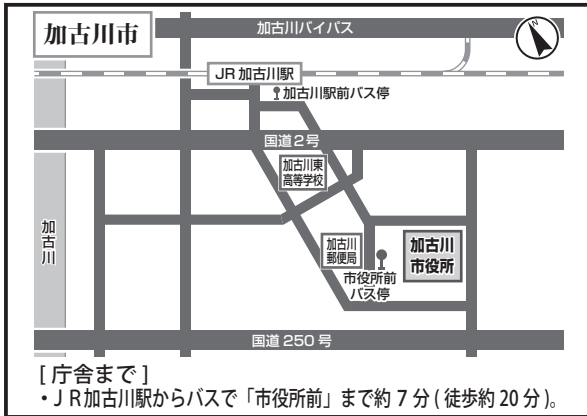 加古川市
加古川バイパス
N
JR 加古川駅
加古川駅前バス停
国道2号
加古川東
高等学校
加古川
加古川
郵便局
加古川
市役所
市役所前
バス停
国道 250 号
[ 庁舎まで ]
・ＪＲ加古川駅からバスで「市役所前」まで約 7 分 ( 徒歩約 20 分 )。